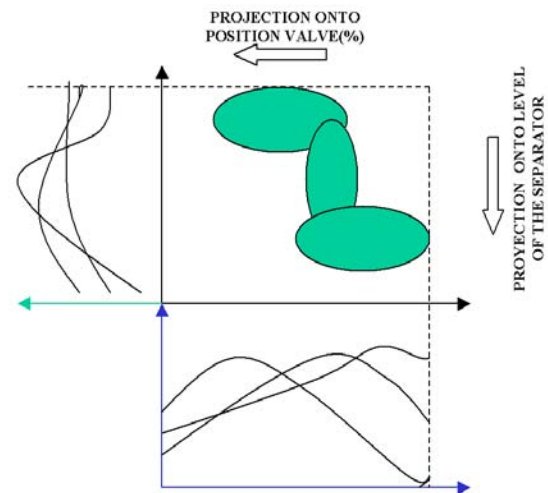 PROJECTION ONTO
POSITION VALVE(%)
PROYECTION ONTO LEVEL
OF THE SEPARATOR